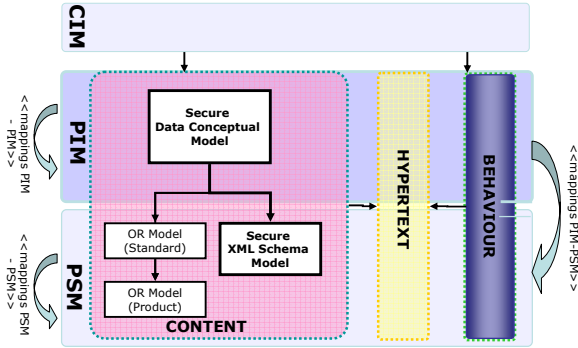 CIM
<<mappings PIM
- PIM>>
PIM
Secure
Data Conceptual
Model
OR Model
(Standard)
Secure
XML Schema
Model
OR Model
(Product)
CONTENT
HYPERTEXT
BEHAVIOUR
<<mappings PIM-PSM>>
<<mappings PSM
- PSM>>
PSM